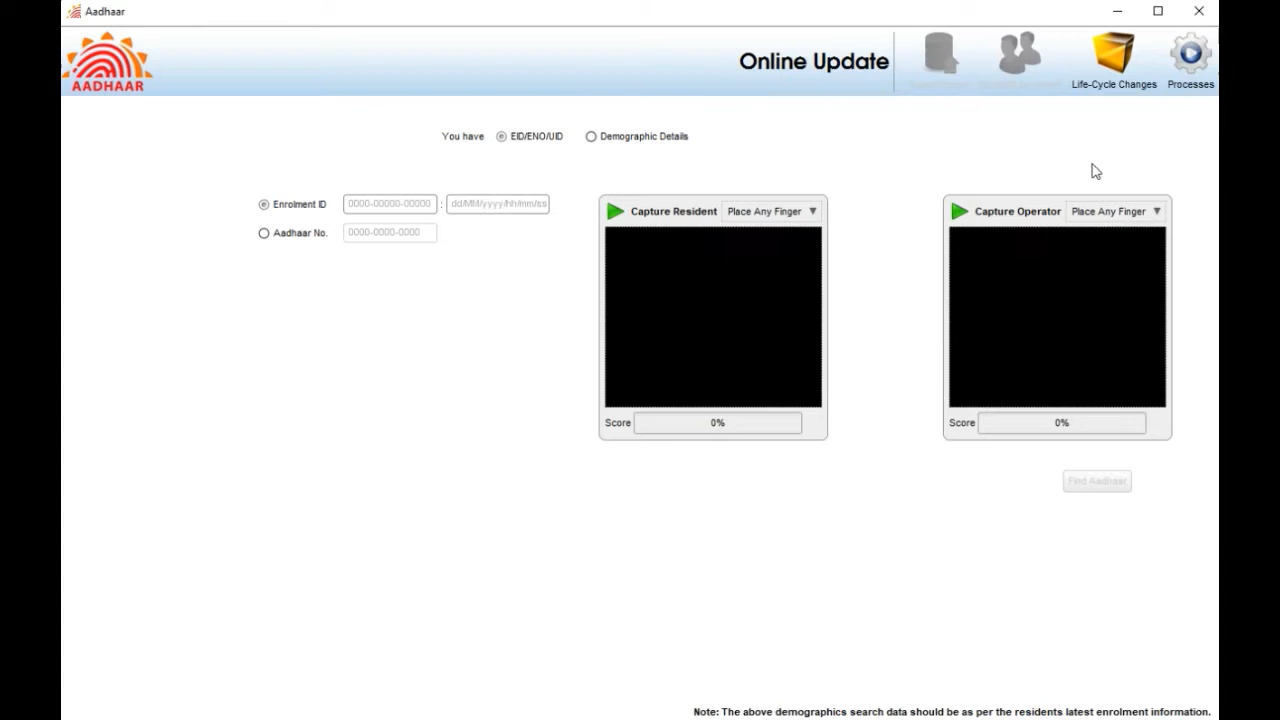 Aadhaar
AADHAAR
Online Update
Life-Cycle Changes
Processes
You have EID/ENO/UID Demographic Details
Enrolment ID 0000-00000-00000 : dd/MM/yyyy/hh/mm/ss
Aadhaar No. 0000-0000-0000
Capture Resident Place Any Finger
Score 0%
Capture Operator Place Any Finger
Score 0%
Find Aadhaar
Note: The above demographics search data should be as per the residents latest enrolment information.